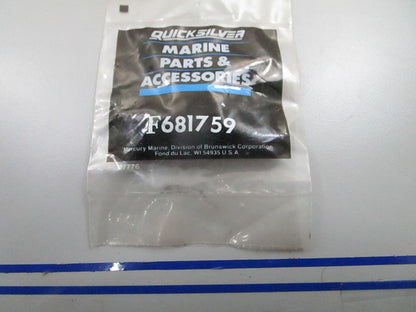 QUICKSILVER
MARINE
PARTS &
ACCESSORIES
F681759
Mercury Marine, Division of Brunswick Corporation
Fond du Lac, WI 54935 U.S.A.